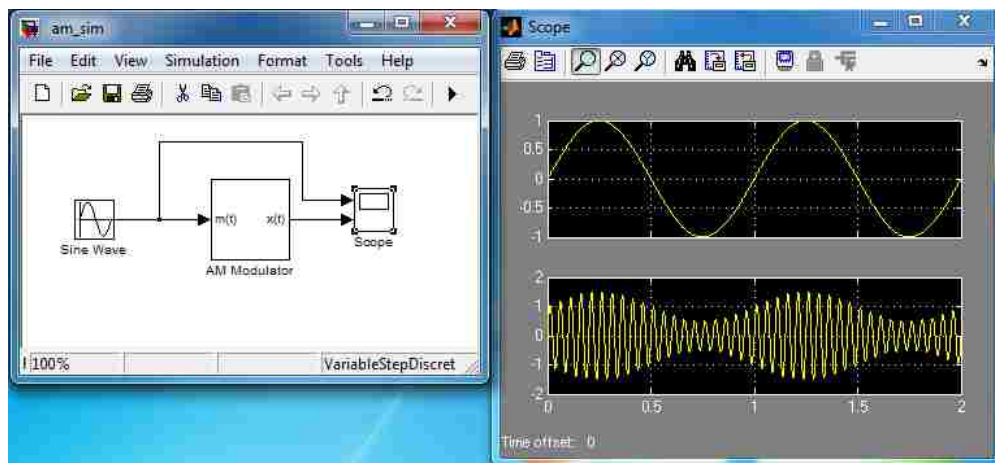 am_sim
File Edit View Simulation Format Tools Help
m(t) x(t)
Sine Wave
AM Modulator
Scope
100%
VariableStepDiscret
Scope
1
0.5
0
-0.5
-1
2
1
0
-1
-2
0 0.5 1 1.5 2
Time offset: 0